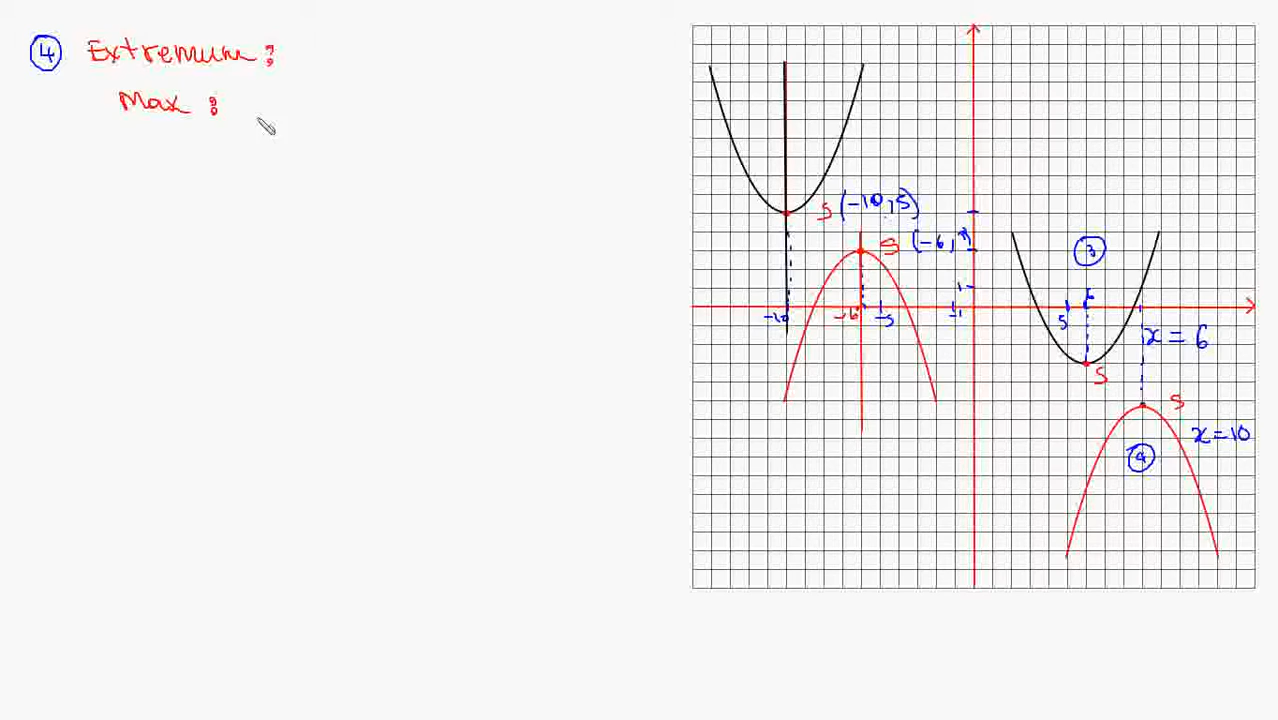 ④ Extremum :
Max :
S (-10, 5)
S (-6,
③
1
-10
-6
-5
-1
5
6
x = 6
S
S
x = 10
④